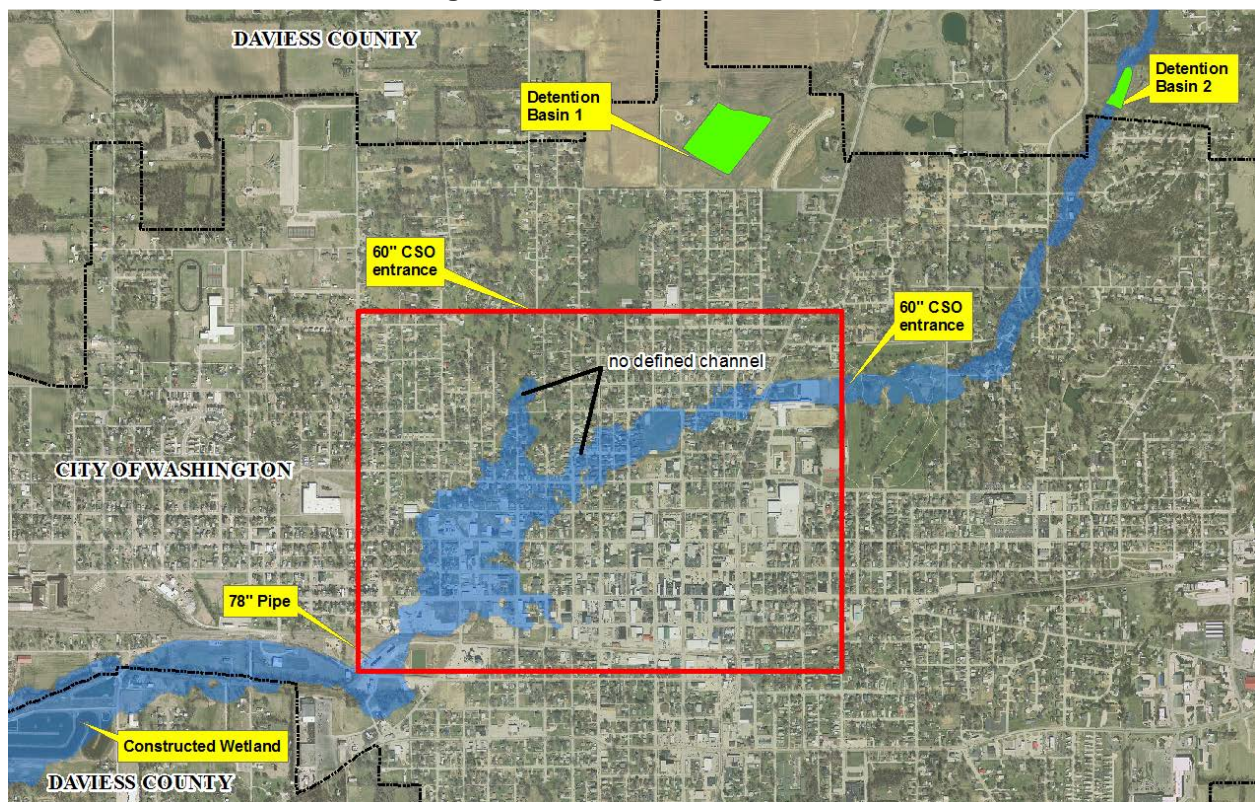 DAVIESS COUNTY
Detention
Basin 1
Detention
Basin 2
60" CSO
entrance
60" CSO
entrance
no defined channel
CITY OF WASHINGTON
78" Pipe
Constructed Wetland
DAVIESS COUNTY